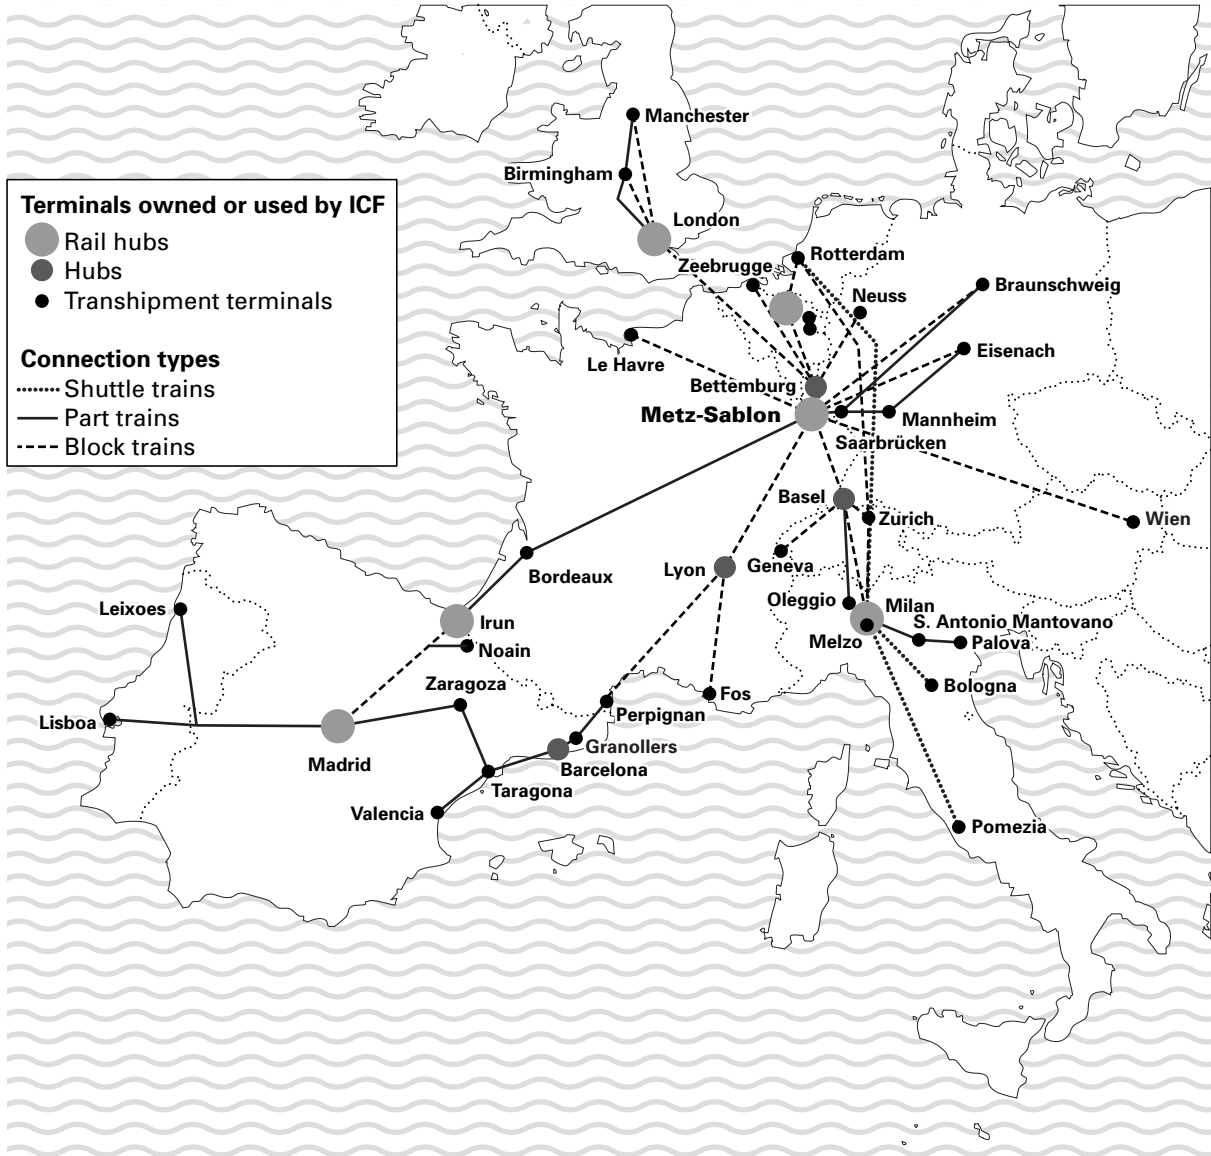 Manchester
Birmingham
Terminals owned or used by ICF
Rail hubs
Hubs
Transhipment terminals
Connection types
Shuttle trains
Part trains
Block trains
London
Zeebrugge
Rotterdam
Neuss
Braunschweig
Eisenach
Le Havre
Bettemburg
Metz-Sablon
Mannheim
Saarbrücken
Basel
Zurich
Wien
Geneva
Lyon
Bordeaux
Oleggio
Milan
Leixoes
Irun
S. Antonio Mantovano
Melzo
Palova
Noain
Zaragoza
Fos
Bologna
Lisboa
Perpignan
Granollers
Madrid
Barcelona
Taragona
Valencia
Pomezia